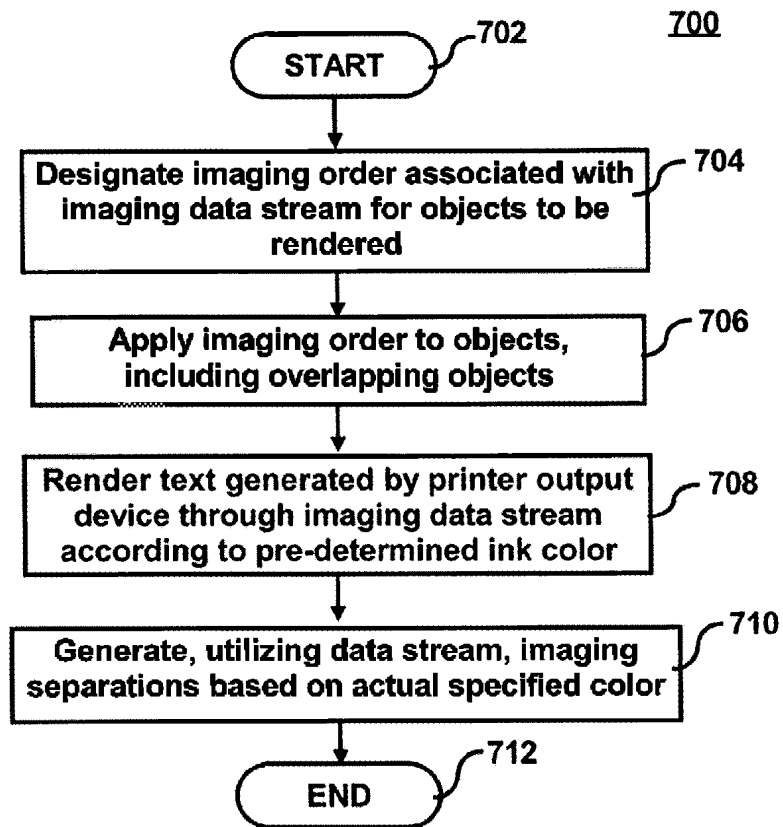 700
START
702
Designate imaging order associated with
imaging data stream for objects to be
rendered
704
Apply imaging order to objects,
including overlapping objects
706
Render text generated by printer output
device through imaging data stream
according to pre-determined ink color
708
Generate, utilizing data stream, imaging
separations based on actual specified color
710
END
712